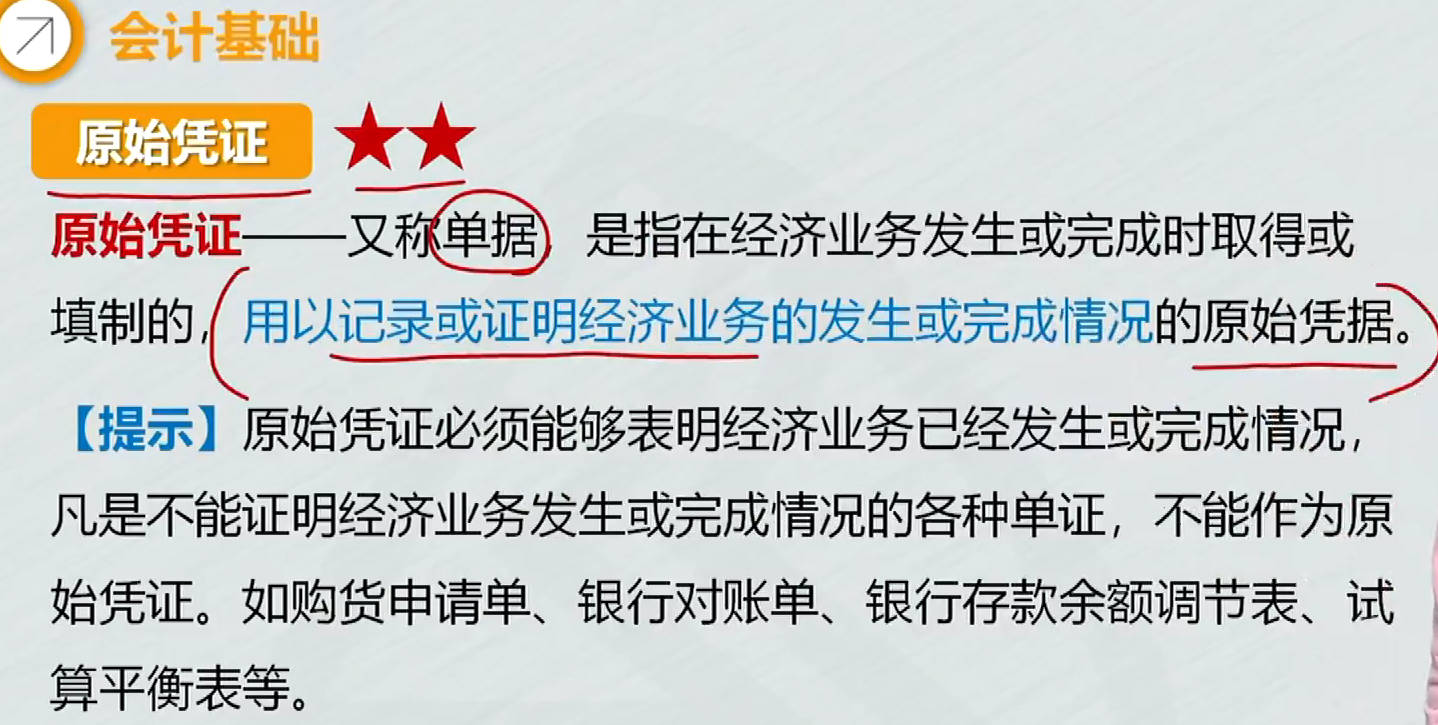 会计基础
原始凭证 ★★
原始凭证——又称单据，是指在经济业务发生或完成时取得或
填制的，用以记录或证明经济业务的发生或完成情况的原始凭据。
【提示】原始凭证必须能够表明经济业务已经发生或完成情况，
凡是不能证明经济业务发生或完成情况的各种单证，不能作为原
始凭证。如购货申请单、银行对账单、银行存款余额调节表、试
算平衡表等。